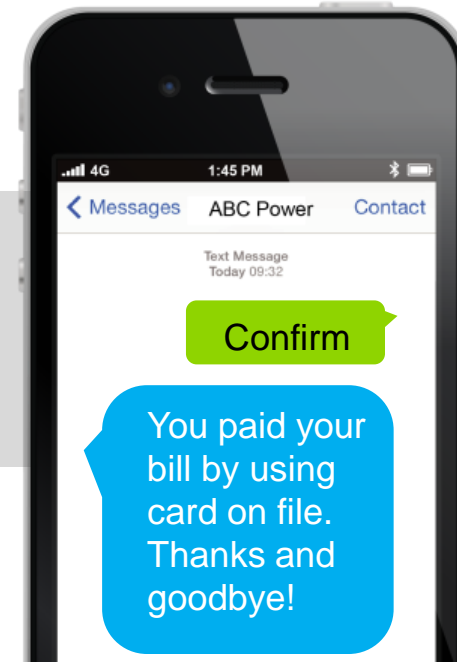 4G 1:45 PM
Messages ABC Power Contact
Text Message
Today 09:32
Confirm
You paid your
bill by using
card on file.
Thanks and
goodbye!